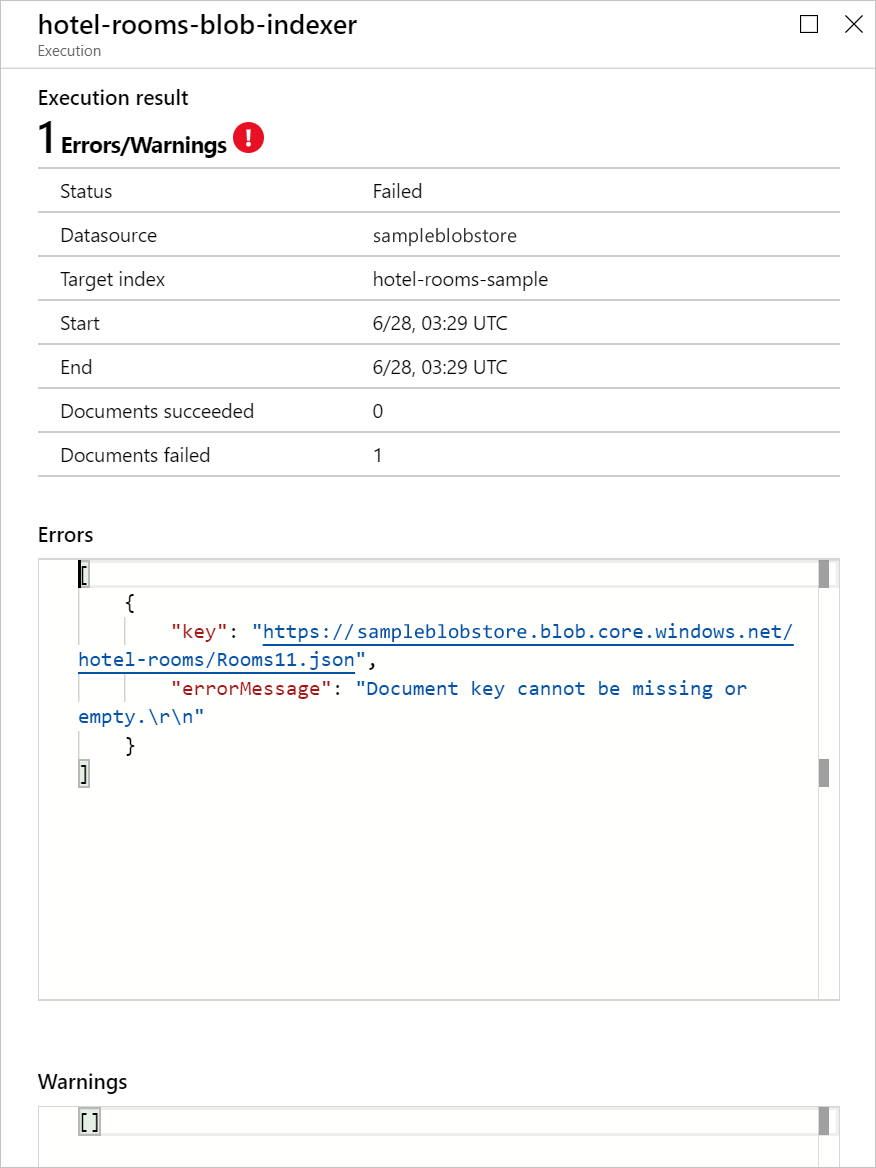 hotel-rooms-blob-indexer
Execution
Execution result
1 Errors/Warnings
Status Failed
Datasource sampleblobstore
Target index hotel-rooms-sample
Start 6/28, 03:29 UTC
End 6/28, 03:29 UTC
Documents succeeded 0
Documents failed 1
Errors
[
{
"key": "https://sampleblobstore.blob.core.windows.net/
hotel-rooms/Rooms11.json",
"errorMessage": "Document key cannot be missing or
empty.\r\n"
}
]
Warnings
[]